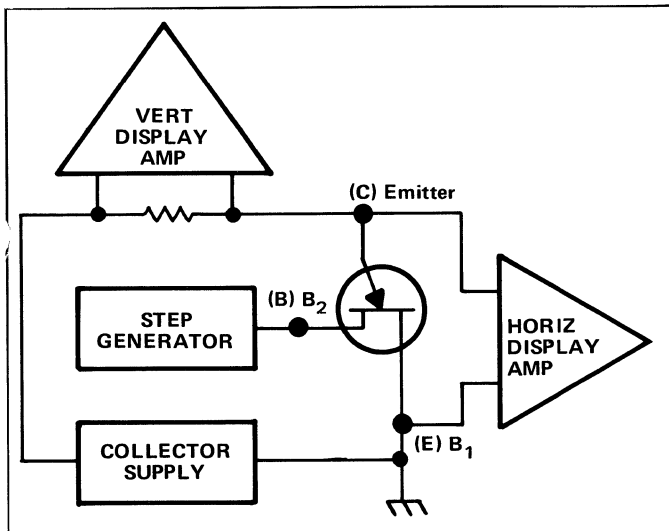 VERT
DISPLAY
AMP
(C) Emitter
(B) B₂
STEP
GENERATOR
HORIZ
DISPLAY
AMP
(E) B₁
COLLECTOR
SUPPLY